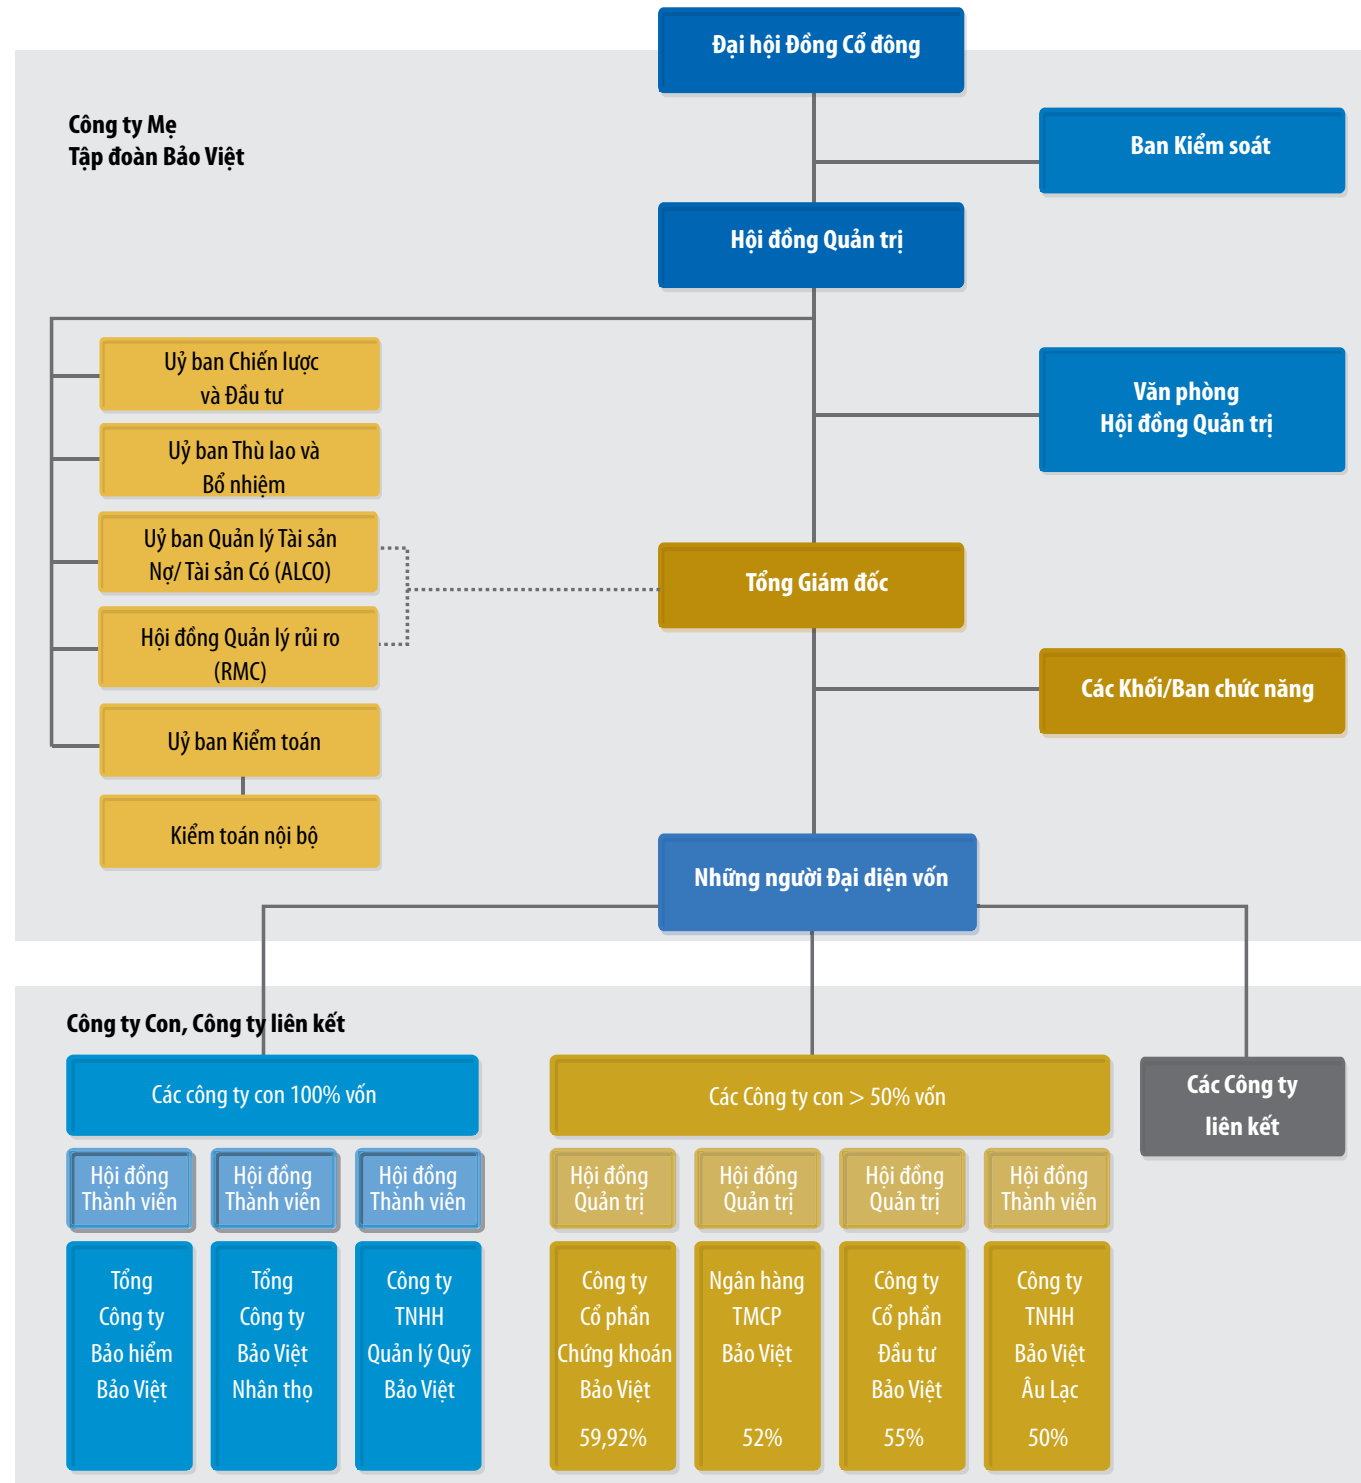 Đại hội Đồng Cổ đông
Công ty Mẹ
Tập đoàn Bảo Việt
Ban Kiểm soát
Hội đồng Quản trị
Uỷ ban Chiến lược
và Đầu tư
Uỷ ban Thù lao và
Bổ nhiệm
Uỷ ban Quản lý Tài sản
Nợ/ Tài sản Có (ALCO)
Hội đồng Quản lý rủi ro
(RMC)
Uỷ ban Kiểm toán
Kiểm toán nội bộ
Văn phòng
Hội đồng Quản trị
Tổng Giám đốc
Các Khối/Ban chức năng
Những người Đại diện vốn
Công ty Con, Công ty liên kết
Các công ty con 100% vốn
Hội đồng
Thành viên
Tổng
Công ty
Bảo hiểm
Bảo Việt
Hội đồng
Thành viên
Tổng
Công ty
Bảo Việt
Nhân thọ
Hội đồng
Thành viên
Công ty
TNHH
Quản lý Quỹ
Bảo Việt
Các Công ty con > 50% vốn
Hội đồng
Quản trị
Công ty
Cổ phần
Chứng khoán
Bảo Việt
59,92%
Hội đồng
Quản trị
Ngân hàng
TMCP
Bảo Việt
52%
Hội đồng
Quản trị
Công ty
Cổ phần
Đầu tư
Bảo Việt
55%
Hội đồng
Thành viên
Công ty
TNHH
Bảo Việt
Âu Lạc
50%
Các Công ty
liên kết